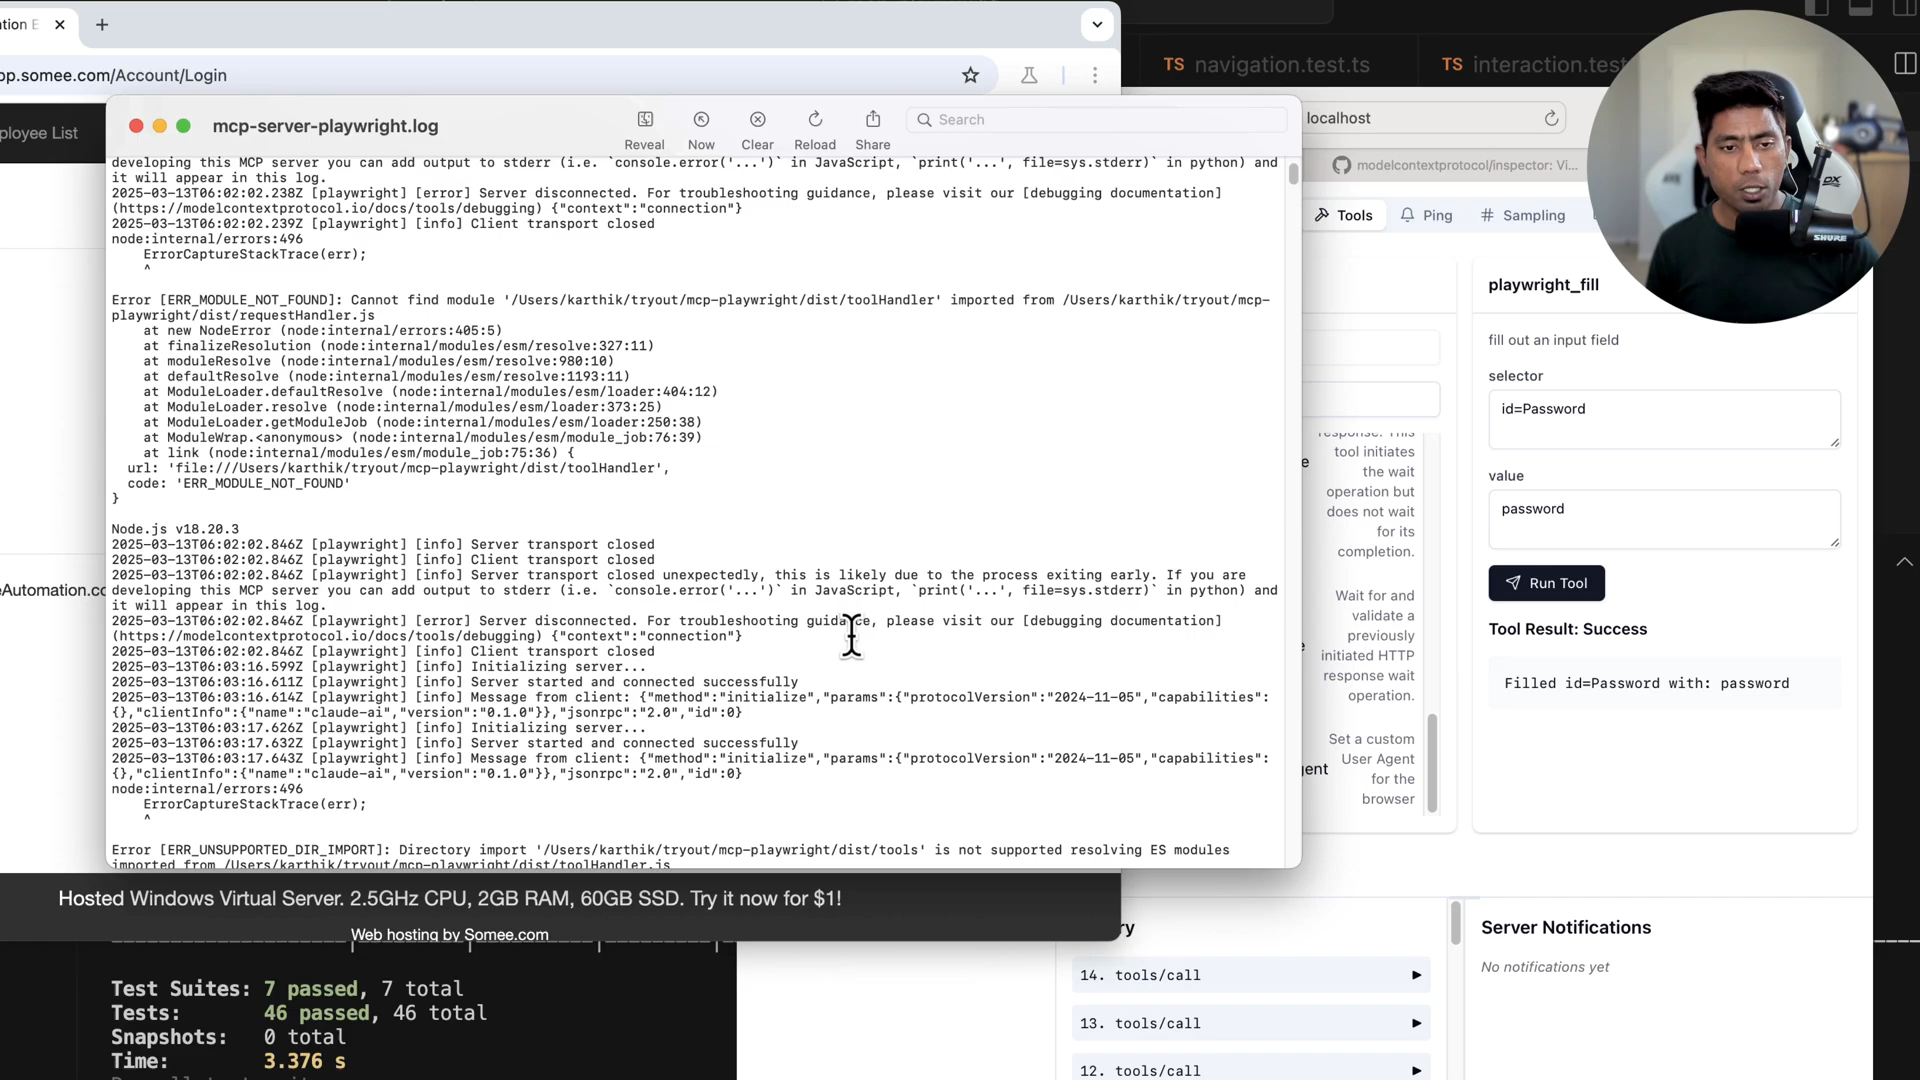 ation E
pp.somee.com/Account/Login
TS navigation.test.ts
TS interaction.test
ployee List
mcp-server-playwright.log
Reveal
Now
Clear
Reload
Share
Search
developing this MCP server you can add output to stderr (i.e. `console.error('...')` in JavaScript, `print('...', file=sys.stderr)` in python) and
it will appear in this log.
2025-03-13T06:02:02.238Z [playwright] [error] Server disconnected. For troubleshooting guidance, please visit our [debugging documentation]
(https://modelcontextprotocol.io/docs/tools/debugging) {"context":"connection"}
2025-03-13T06:02:02.239Z [playwright] [info] Client transport closed
node:internal/errors:496
    ErrorCaptureStackTrace(err);
    ^
Error [ERR_MODULE_NOT_FOUND]: Cannot find module '/Users/karthik/tryout/mcp-playwright/dist/toolHandler' imported from /Users/karthik/tryout/mcp-
playwright/dist/requestHandler.js
    at new NodeError (node:internal/errors:405:5)
    at finalizeResolution (node:internal/modules/esm/resolve:327:11)
    at moduleResolve (node:internal/modules/esm/resolve:980:10)
    at defaultResolve (node:internal/modules/esm/resolve:1193:11)
    at ModuleLoader.defaultResolve (node:internal/modules/esm/loader:404:12)
    at ModuleLoader.resolve (node:internal/modules/esm/loader:373:25)
    at ModuleLoader.getModuleJob (node:internal/modules/esm/loader:250:38)
    at ModuleWrap.<anonymous> (node:internal/modules/esm/module_job:76:39)
    at link (node:internal/modules/esm/module_job:75:36) {
  url: 'file:///Users/karthik/tryout/mcp-playwright/dist/toolHandler',
  code: 'ERR_MODULE_NOT_FOUND'
}
Node.js v18.20.3
2025-03-13T06:02:02.846Z [playwright] [info] Server transport closed
2025-03-13T06:02:02.846Z [playwright] [info] Client transport closed
2025-03-13T06:02:02.846Z [playwright] [info] Server transport closed unexpectedly, this is likely due to the process exiting early. If you are
developing this MCP server you can add output to stderr (i.e. `console.error('...')` in JavaScript, `print('...', file=sys.stderr)` in python) and
it will appear in this log.
2025-03-13T06:02:02.846Z [playwright] [error] Server disconnected. For troubleshooting guidance, please visit our [debugging documentation]
(https://modelcontextprotocol.io/docs/tools/debugging) {"context":"connection"}
2025-03-13T06:02:02.846Z [playwright] [info] Client transport closed
2025-03-13T06:03:16.599Z [playwright] [info] Initializing server...
2025-03-13T06:03:16.611Z [playwright] [info] Server started and connected successfully
2025-03-13T06:03:16.614Z [playwright] [info] Message from client: {"method":"initialize","params":{"protocolVersion":"2024-11-05","capabilities":
{},"clientInfo":{"name":"claude-ai","version":"0.1.0"}},"jsonrpc":"2.0","id":0}
2025-03-13T06:03:17.626Z [playwright] [info] Initializing server...
2025-03-13T06:03:17.632Z [playwright] [info] Server started and connected successfully
2025-03-13T06:03:17.643Z [playwright] [info] Message from client: {"method":"initialize","params":{"protocolVersion":"2024-11-05","capabilities":
{},"clientInfo":{"name":"claude-ai","version":"0.1.0"}},"jsonrpc":"2.0","id":0}
node:internal/errors:496
    ErrorCaptureStackTrace(err);
    ^
Error [ERR_UNSUPPORTED_DIR_IMPORT]: Directory import '/Users/karthik/tryout/mcp-playwright/dist/tools' is not supported resolving ES modules
imported from /Users/karthik/tryout/mcp-playwright/dist/toolHandler.js
localhost
modelcontextprotocol/inspector: Vi...
Tools
Ping
# Sampling
response. This
tool initiates
the wait
operation but
does not wait
for its
completion.
Wait for and
validate a
previously
initiated HTTP
response wait
operation.
Set a custom
User Agent
for the
browser
e
e
ent
playwright_fill
fill out an input field
selector
id=Password
value
password
Run Tool
Tool Result: Success
Filled id=Password with: password
eAutomation.co
Hosted Windows Virtual Server. 2.5GHz CPU, 2GB RAM, 60GB SSD. Try it now for $1!
Web hosting by Somee.com
Test Suites: 7 passed, 7 total
Tests: 46 passed, 46 total
Snapshots: 0 total
Time: 3.376 s
ry
14. tools/call
13. tools/call
12. tools/call
Server Notifications
No notifications yet
SHURE
DX